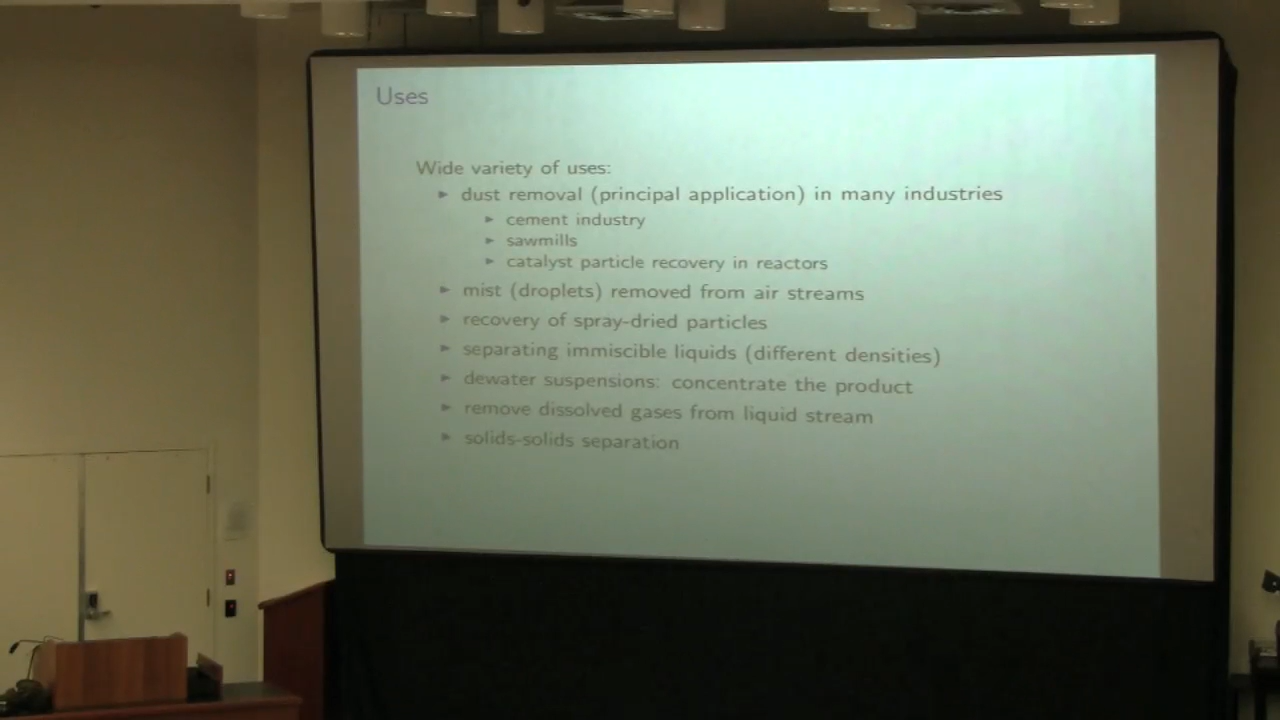 Uses
Wide variety of uses:
► dust removal (principal application) in many industries
► cement industry
► sawmills
► catalyst particle recovery in reactors
► mist (droplets) removed from air streams
► recovery of spray-dried particles
► separating immiscible liquids (different densities)
► dewater suspensions: concentrate the product
► remove dissolved gases from liquid stream
► solids-solids separation